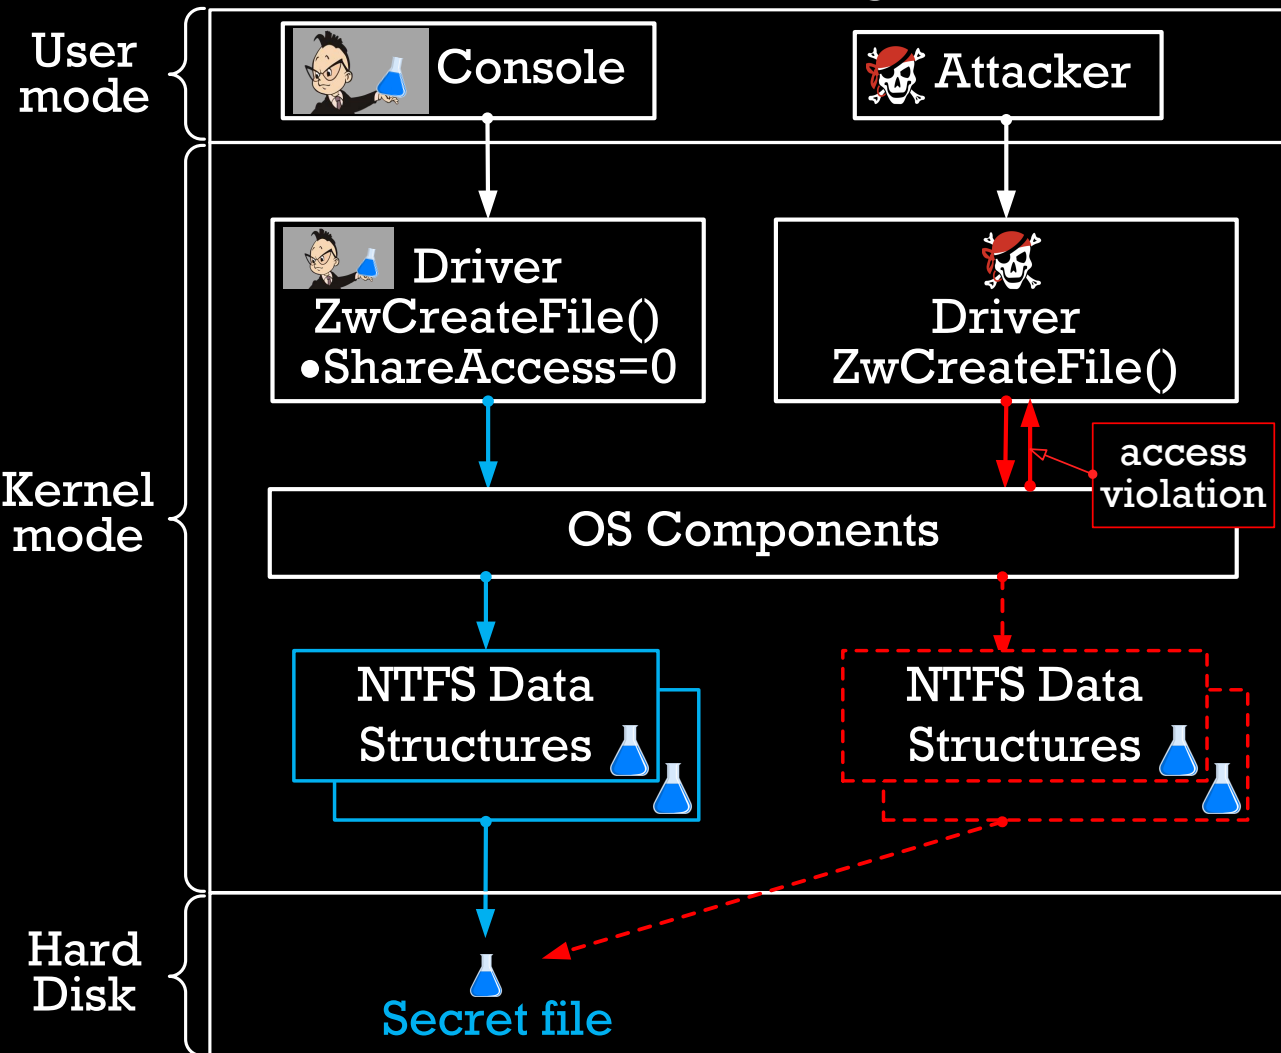 User
mode
Console
Attacker
Kernel
mode
Driver
ZwCreateFile()
•ShareAccess=0
Driver
ZwCreateFile()
access
violation
OS Components
NTFS Data
Structures
NTFS Data
Structures
Hard
Disk
Secret file